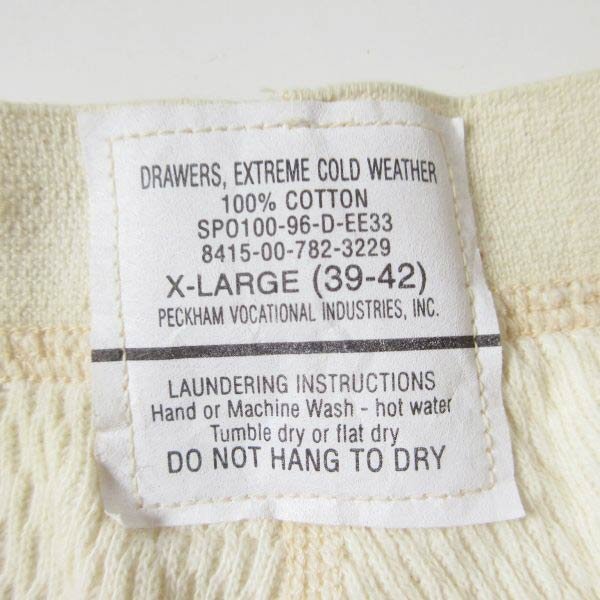 DRAWERS, EXTREME COLD WEATHER
100% COTTON
SPO100-96-D-EE33
8415-00-782-3229
X-LARGE (39-42)
PECKHAM VOCATIONAL INDUSTRIES, INC.
LAUNDERING INSTRUCTIONS
Hand or Machine Wash - hot water
Tumble dry or flat dry
DO NOT HANG TO DRY